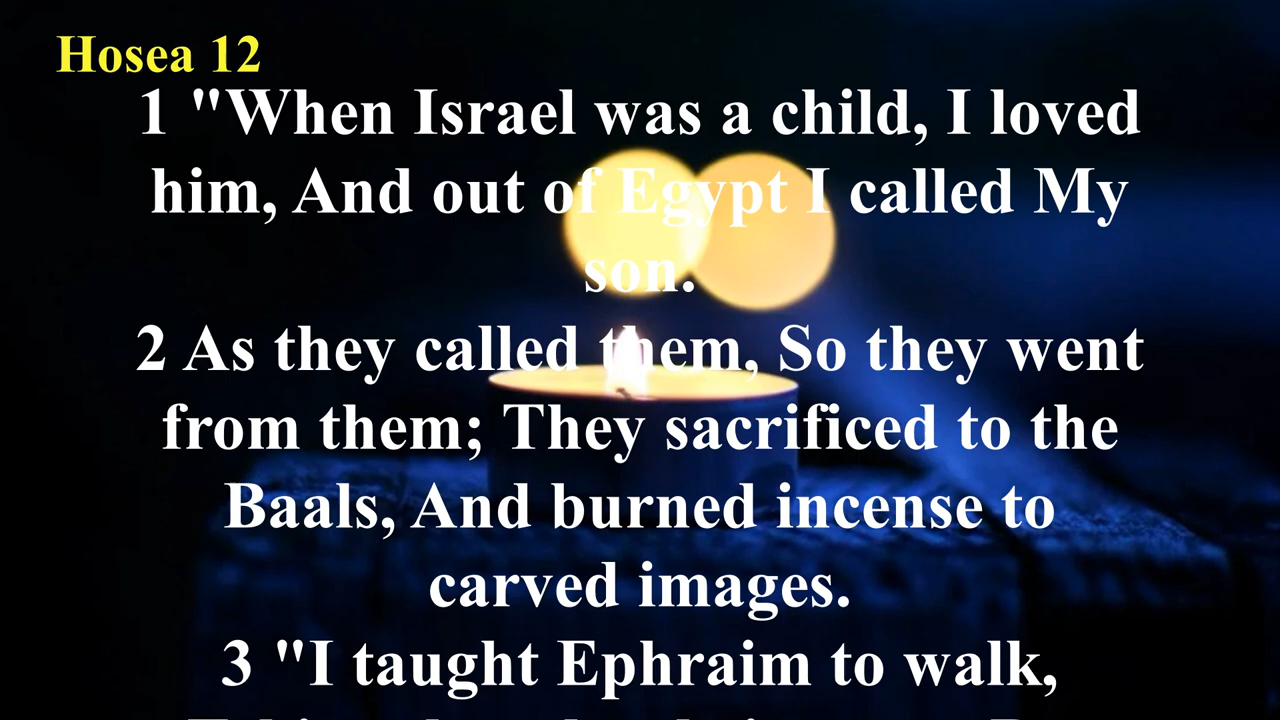 Hosea 12
1 "When Israel was a child, I loved
him, And out of Egypt I called My
son.
2 As they called them, So they went
from them; They sacrificed to the
Baals, And burned incense to
carved images.
3 "I taught Ephraim to walk,